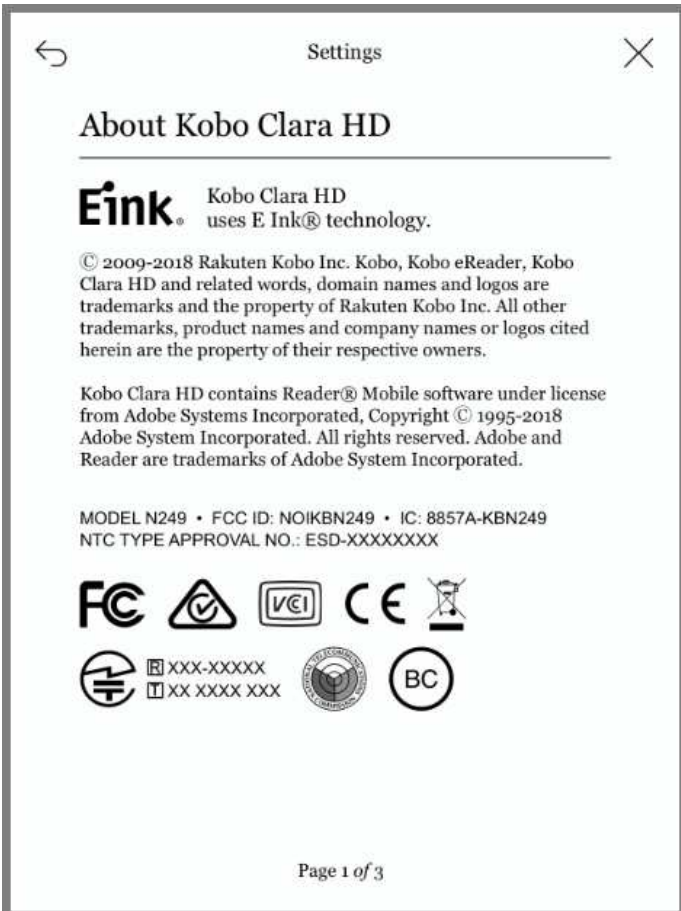 Settings
About Kobo Clara HD
Eink®
Kobo Clara HD
uses E Ink® technology.
© 2009-2018 Rakuten Kobo Inc. Kobo, Kobo eReader, Kobo
Clara HD and related words, domain names and logos are
trademarks and the property of Rakuten Kobo Inc. All other
trademarks, product names and company names or logos cited
herein are the property of their respective owners.
Kobo Clara HD contains Reader® Mobile software under license
from Adobe Systems Incorporated, Copyright © 1995-2018
Adobe System Incorporated. All rights reserved. Adobe and
Reader are trademarks of Adobe System Incorporated.
MODEL N249 • FCC ID: NOIKBN249 • IC: 8857A-KBN249
NTC TYPE APPROVAL NO.: ESD-XXXXXXXX
FC VCI CE
R XXX-XXXXX
T XX XXXX XXX
NATIONAL TELECOMMUNICATIONS COMMISSION
BC
Page 1 of 3